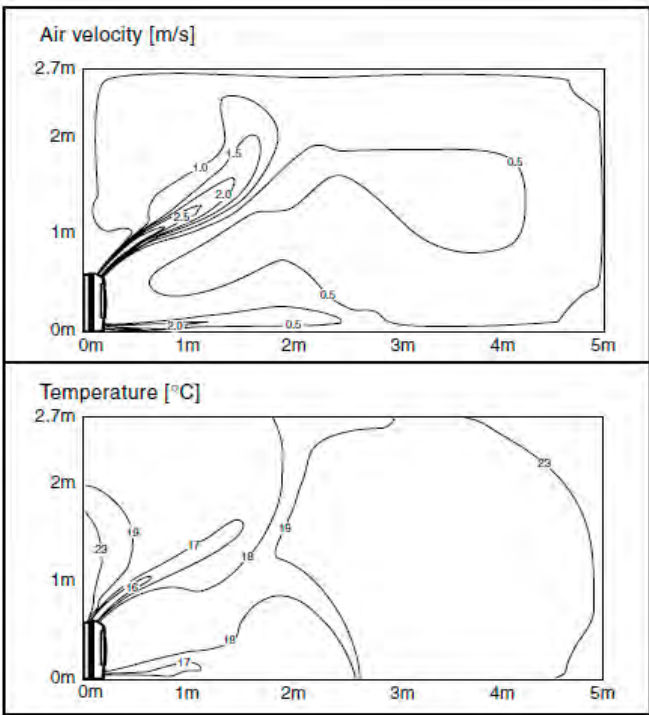 Air velocity [m/s]
2.7m
2m
1.0
1.5
0.5
2.0
2.5
1m
0.5
2.0
0.5
0m
0m 1m 2m 3m 4m 5m
Temperature [°C]
2.7m
23
2m
19
19
17
23
18
1m
16
18
17
0m
0m 1m 2m 3m 4m 5m